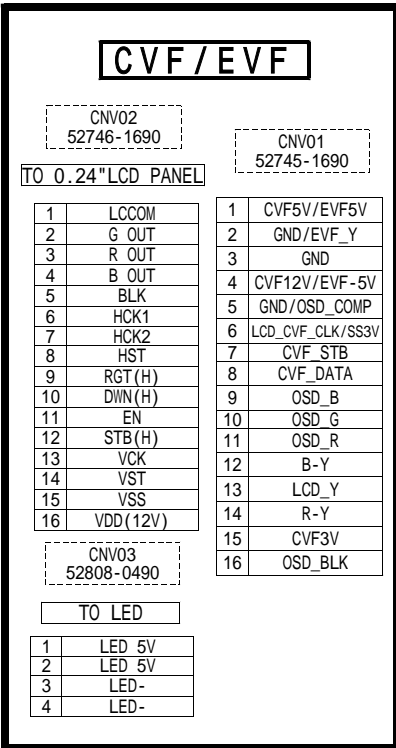 CVF/EVF
CNV02
52746-1690
TO 0.24"LCD PANEL
1 LCCOM
2 G OUT
3 R OUT
4 B OUT
5 BLK
6 HCK1
7 HCK2
8 HST
9 RGT(H)
10 DWN(H)
11 EN
12 STB(H)
13 VCK
14 VST
15 VSS
16 VDD(12V)
CNV03
52808-0490
TO LED
1 LED 5V
2 LED 5V
3 LED-
4 LED-
CNV01
52745-1690
1 CVF5V/EVF5V
2 GND/EVF_Y
3 GND
4 CVF12V/EVF-5V
5 GND/OSD_COMP
6 LCD_CVF_CLK/SS3V
7 CVF_STB
8 CVF_DATA
9 OSD_B
10 OSD_G
11 OSD_R
12 B-Y
13 LCD_Y
14 R-Y
15 CVF3V
16 OSD_BLK